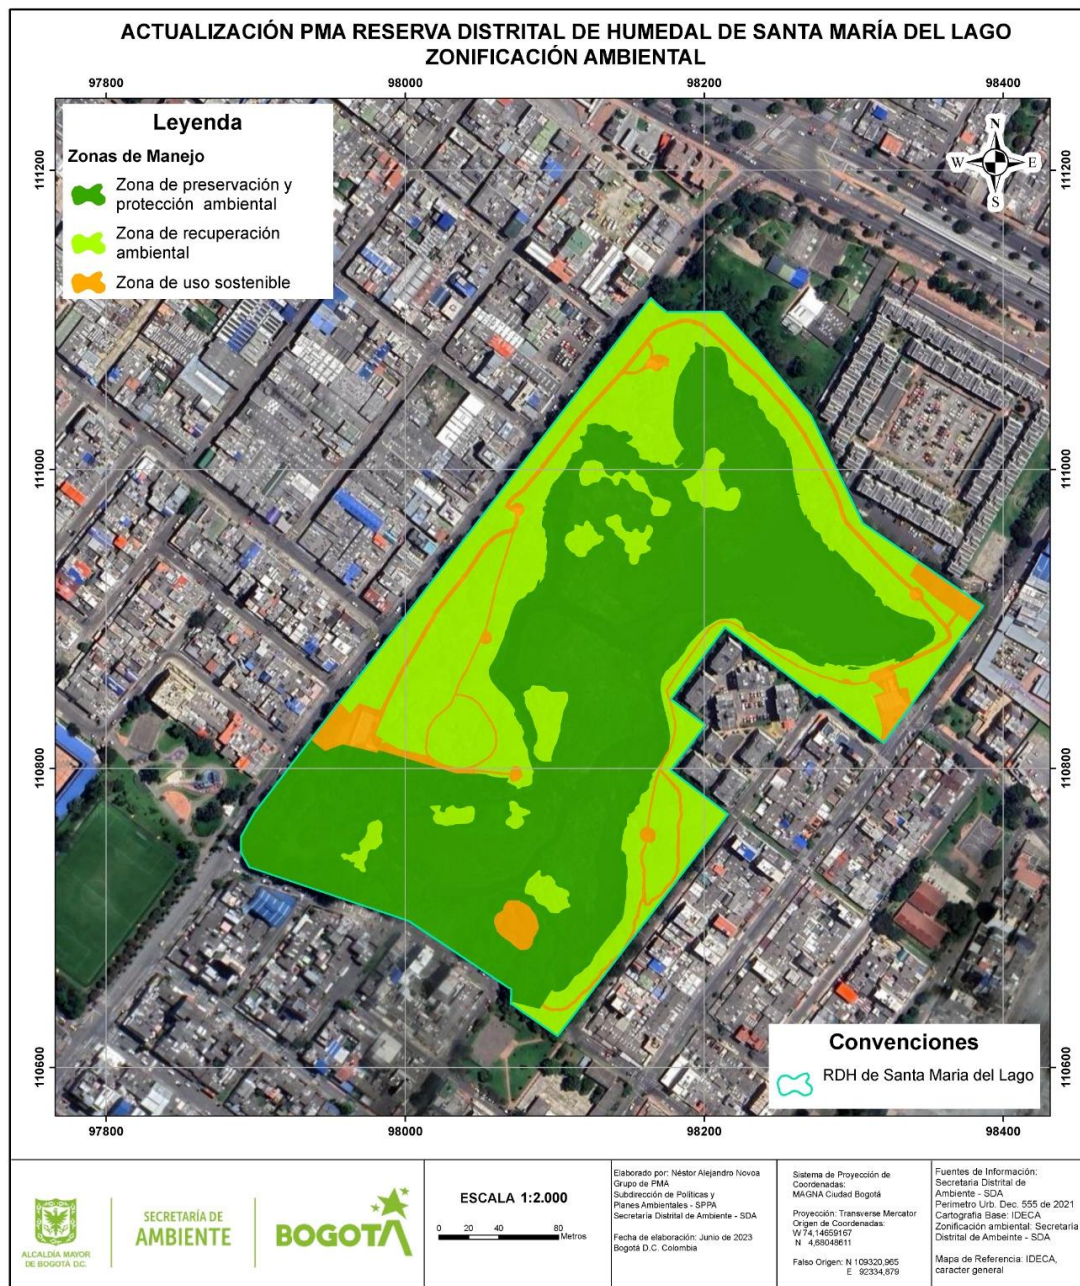 ACTUALIZACIÓN PMA RESERVA DISTRITAL DE HUMEDAL DE SANTA MARÍA DEL LAGO
ZONIFICACIÓN AMBIENTAL
97800
98000
98200
98400
Leyenda
Zonas de Manejo
Zona de preservación y
protección ambiental
Zona de recuperación
ambiental
Zona de uso sostenible
N
W
E
S
111200
111200
111000
111000
110800
110800
110600
110600
Convenciones
RDH de Santa Maria del Lago
97800
98000
98200
98400
ALCALDÍA MAYOR
DE BOGOTÁ D.C.
SECRETARÍA DE
AMBIENTE
BOGOTÁ
ESCALA 1:2.000
0 20 40 80
Metros
Elaborado por: Néstor Alejandro Novoa
Grupo de PMA
Subdirección de Políticas y
Planes Ambientales - SPPA
Secretaria Distrital de Ambiente - SDA
Fecha de elaboración: Junio de 2023
Bogotá D.C. Colombia
Sistema de Proyección de
Coordenadas:
MAGNA Ciudad Bogotá
Proyección: Transverse Mercator
Origen de Coordenadas:
W 74,14659167
N 4,68048611
Falso Origen: N 109320,965
E 92334,879
Fuentes de Información:
Secretaria Distrital de
Ambiente - SDA
Perimetro Urb. Dec. 555 de 2021
Cartografia Base: IDECA
Zonificación ambiental: Secretaria
Distrital de Ambeinte - SDA
Mapa de Referencia: IDECA,
caracter general